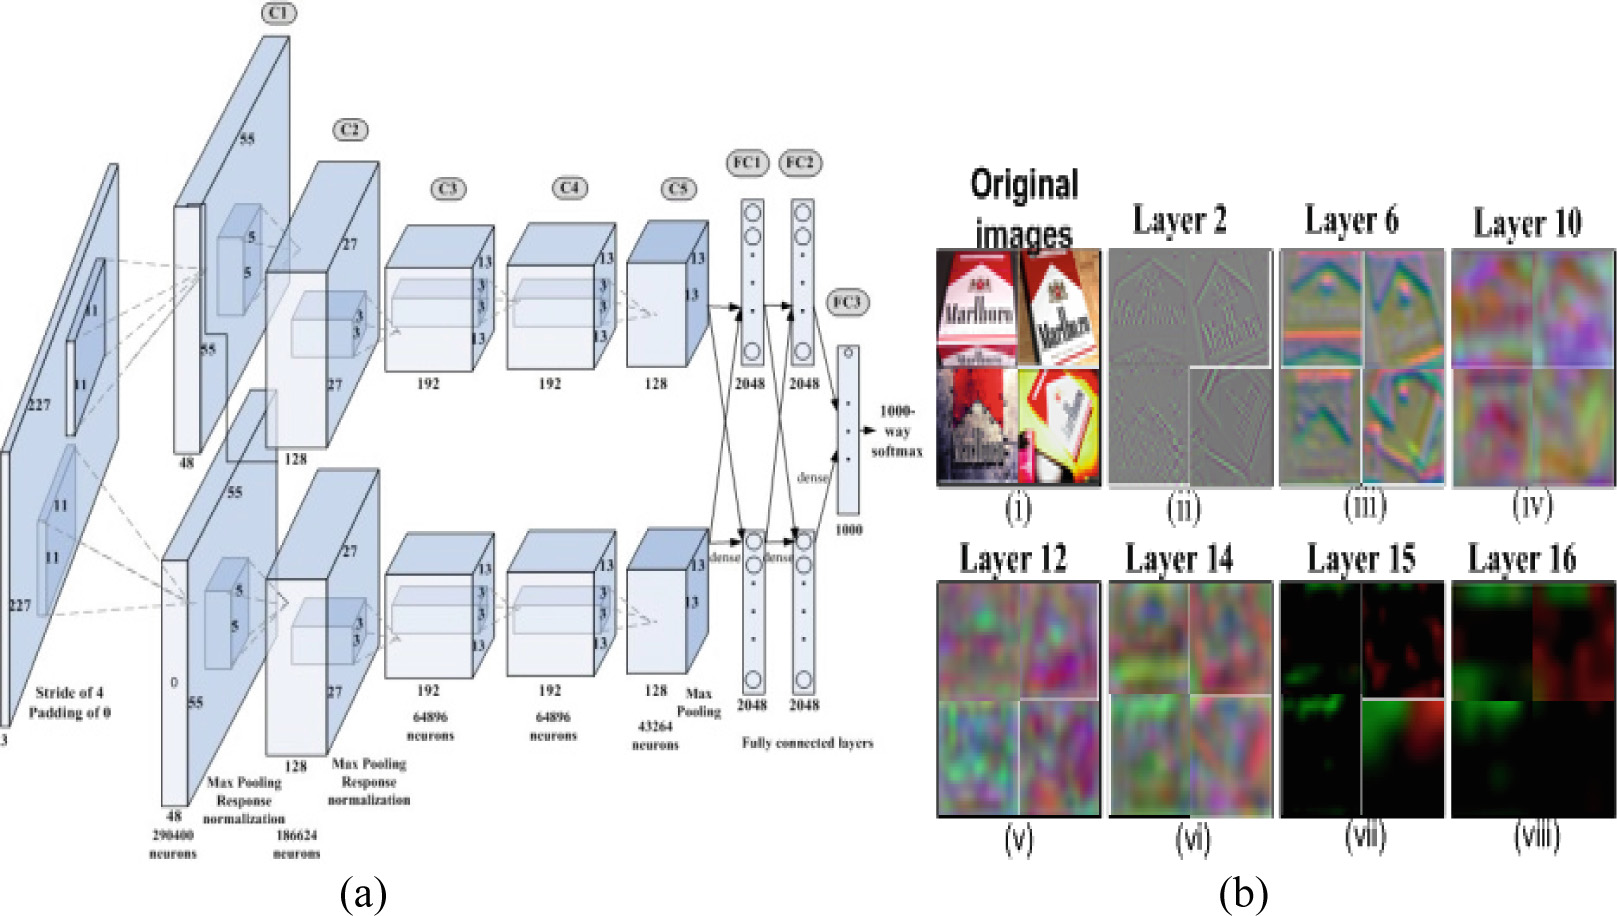 C1
55
C2
27
C3
C4
C5
FC1
FC2
FC3
5
5
13
13
13
11
3
3
3
3
3
3
13
13
13
11
55
27
227
48
128
192
192
128
2048
2048
1000-
way
softmax
dense
1000
55
27
11
11
5
5
13
13
13
3
3
3
3
3
3
13
13
13
dense
dense
227
0
55
27
Stride of 4
Padding of 0
3
192
192
128
Max
Pooling
2048
2048
64896
neurons
64896
neurons
43264
neurons
Fully connected layers
128
Max Pooling
Response
normalization
Max Pooling
Response
normalization
48
290400
neurons
186624
neurons
(a)
Original
images
Layer 2
Layer 6
Layer 10
Marlboro
Marlboro
Marlboro
(i)
(ii)
(iii)
(iv)
Layer 12
Layer 14
Layer 15
Layer 16
(v)
(vi)
(vii)
(viii)
(b)